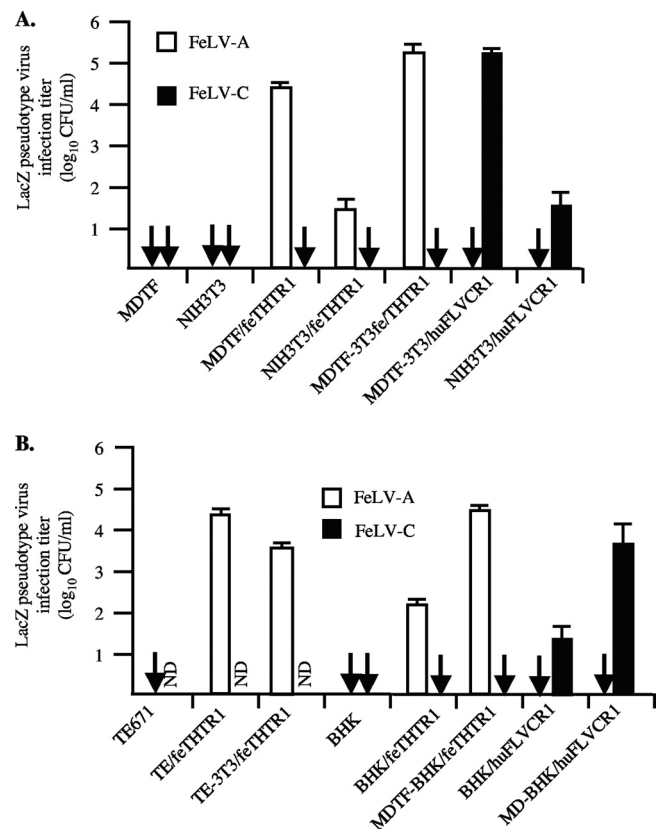 A.
LacZ pseudotype virus
infection titer
(log10 CFU/ml)
6
5
4
3
2
1
FeLV-A
FeLV-C
MDTF
NIH3T3
MDTF/feTHTR1
NIH3T3/feTHTR1
MDTF-3T3fe/THTR1
MDTF-3T3/huFLVCR1
NIH3T3/huFLVCR1
B.
LacZ pseudotype virus
infection titer
(log10 CFU/ml)
6
5
4
3
2
1
FeLV-A
FeLV-C
ND
ND
ND
TE671
TE/feTHTR1
TE-3T3/feTHTR1
BHK
BHK/feTHTR1
MDTF-BHK/feTHTR1
BHK/huFLVCR1
MD-BHK/huFLVCR1